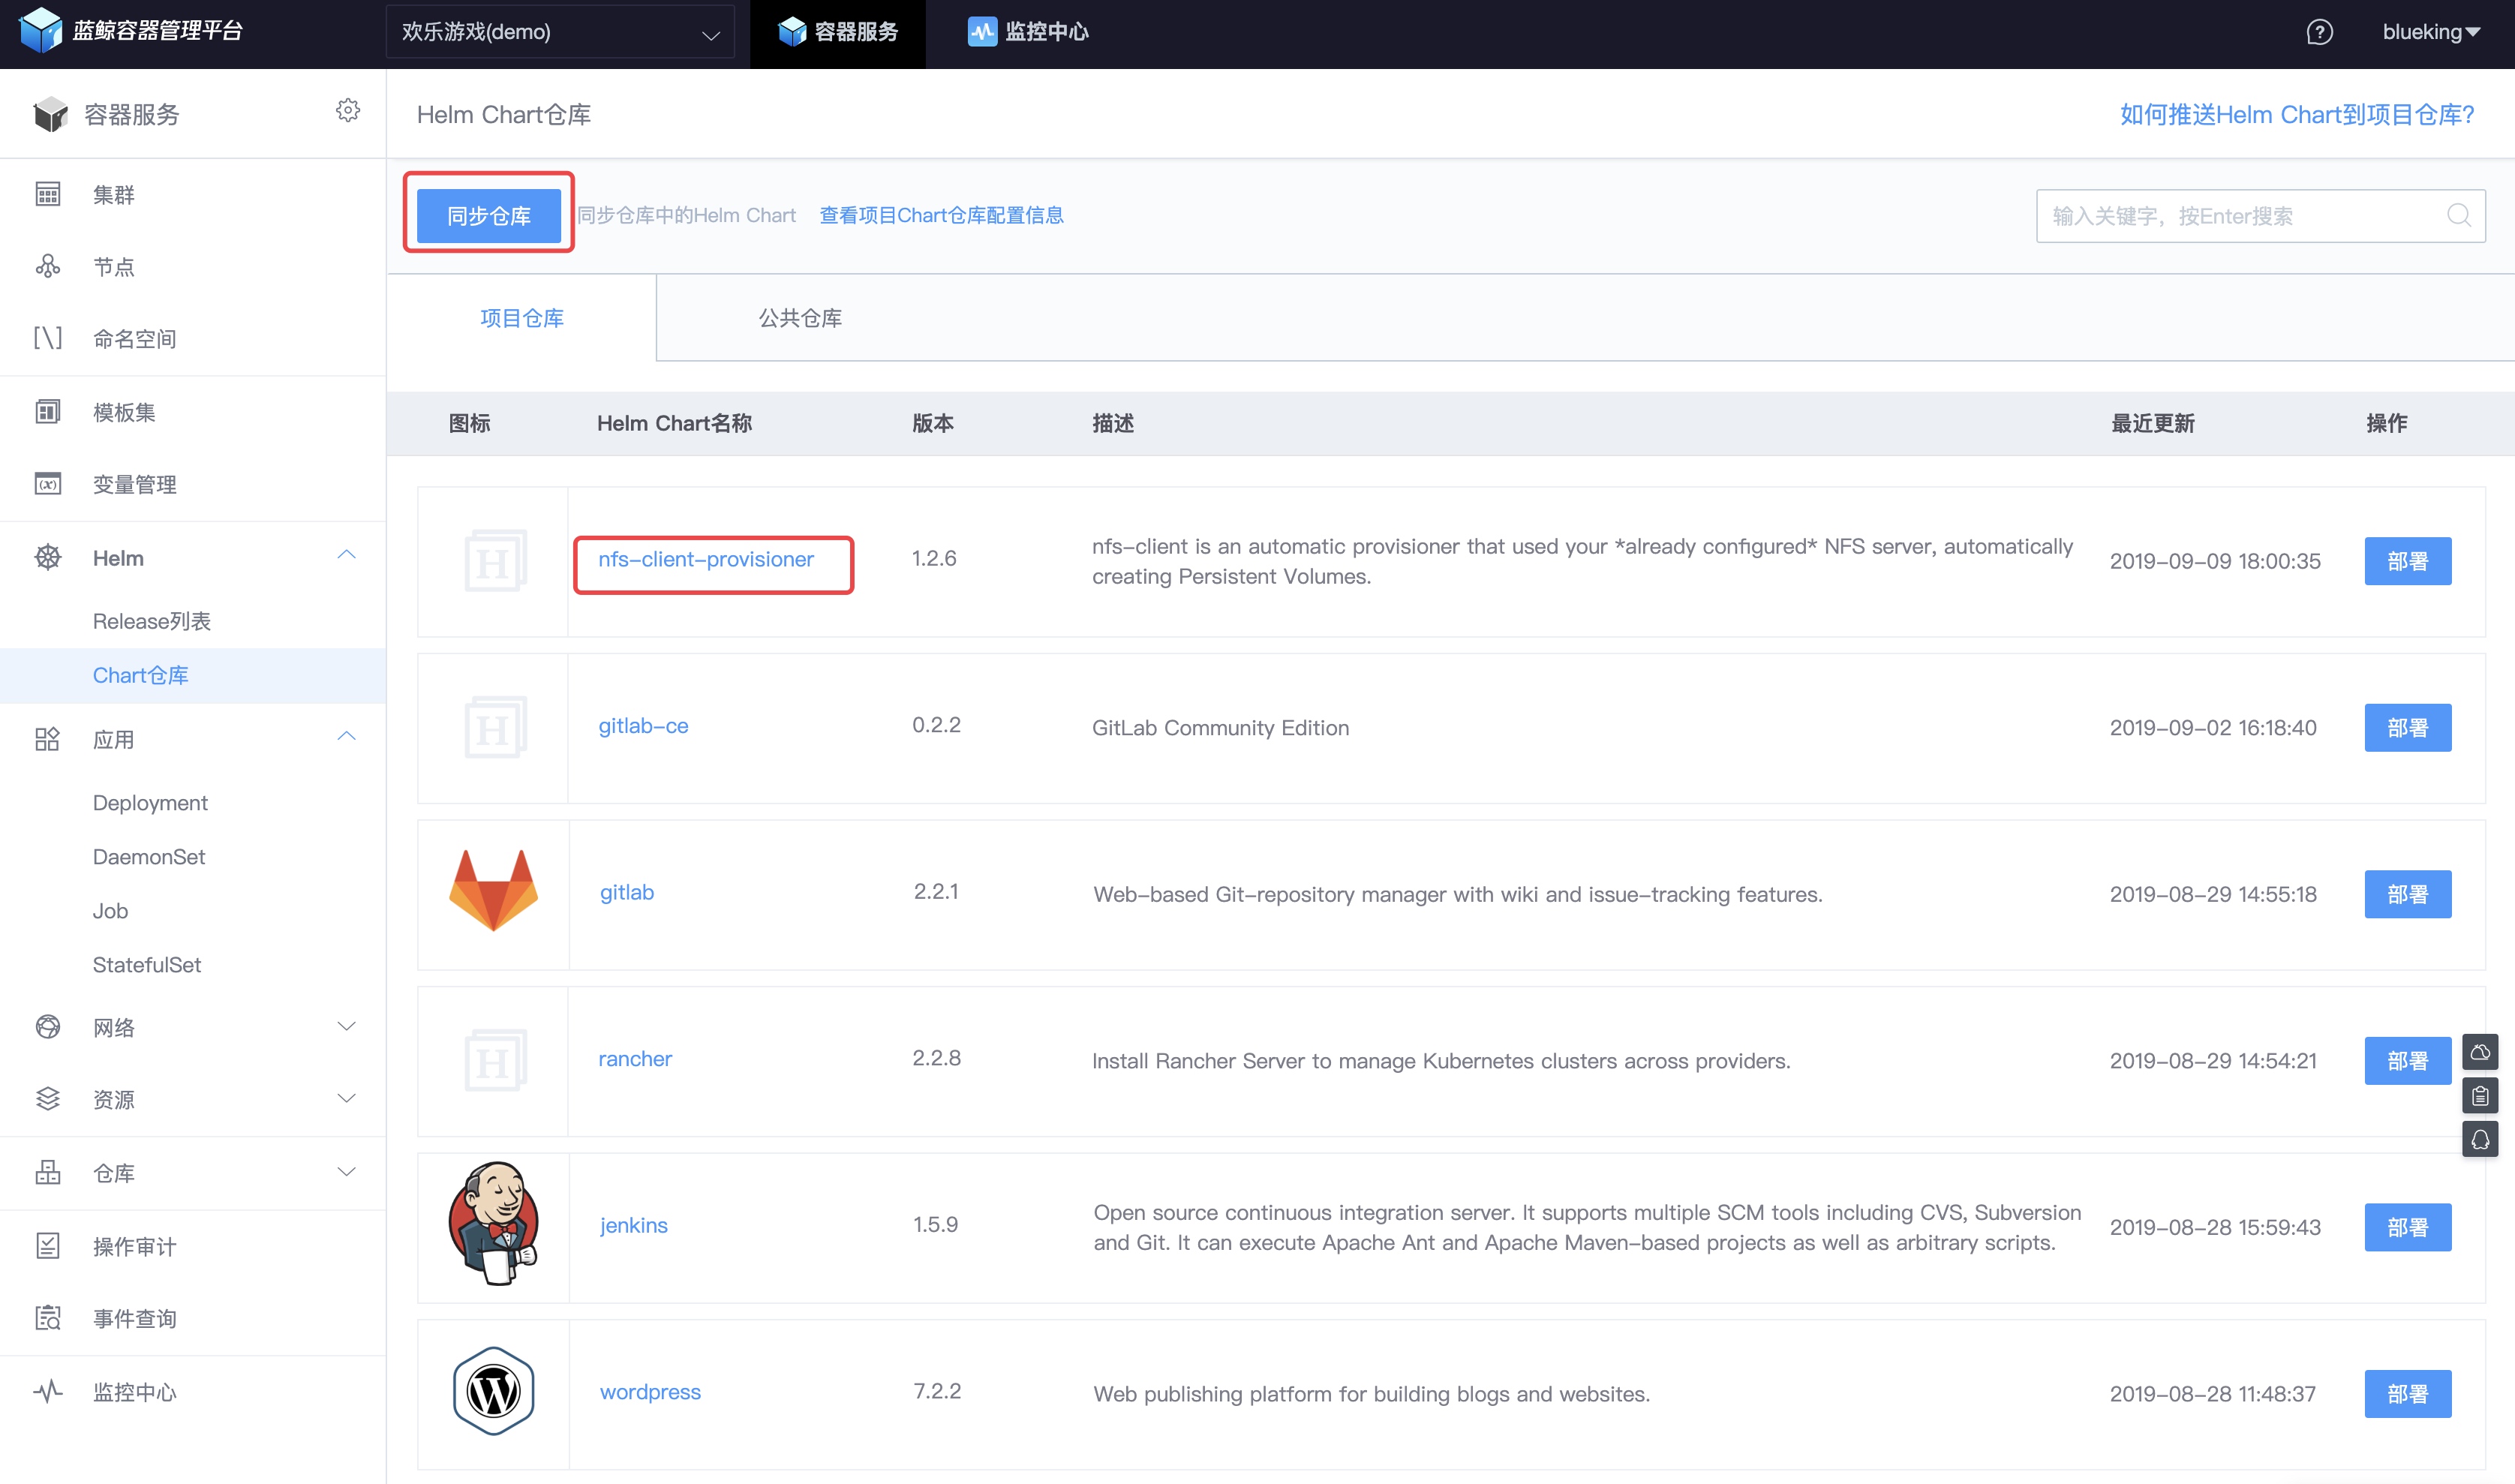 蓝鲸容器管理平台
欢乐游戏(demo)
容器服务
监控中心
blueking
容器服务
Helm Chart仓库
如何推送Helm Chart到项目仓库?
集群
节点
命名空间
模板集
变量管理
Helm
Release列表
Chart仓库
应用
Deployment
DaemonSet
Job
StatefulSet
网络
资源
仓库
操作审计
事件查询
监控中心
同步仓库
同步仓库中的Helm Chart
查看项目Chart仓库配置信息
输入关键字，按Enter搜索
项目仓库
公共仓库
图标 Helm Chart名称 版本 描述 最近更新 操作
nfs-client-provisioner 1.2.6
nfs-client is an automatic provisioner that used your *already configured* NFS server, automatically
creating Persistent Volumes.
2019-09-09 18:00:35 部署
gitlab-ce 0.2.2 GitLab Community Edition 2019-09-02 16:18:40 部署
gitlab 2.2.1 Web-based Git-repository manager with wiki and issue-tracking features. 2019-08-29 14:55:18 部署
rancher 2.2.8 Install Rancher Server to manage Kubernetes clusters across providers. 2019-08-29 14:54:21 部署
jenkins 1.5.9
Open source continuous integration server. It supports multiple SCM tools including CVS, Subversion
and Git. It can execute Apache Ant and Apache Maven-based projects as well as arbitrary scripts.
2019-08-28 15:59:43 部署
wordpress 7.2.2 Web publishing platform for building blogs and websites. 2019-08-28 11:48:37 部署